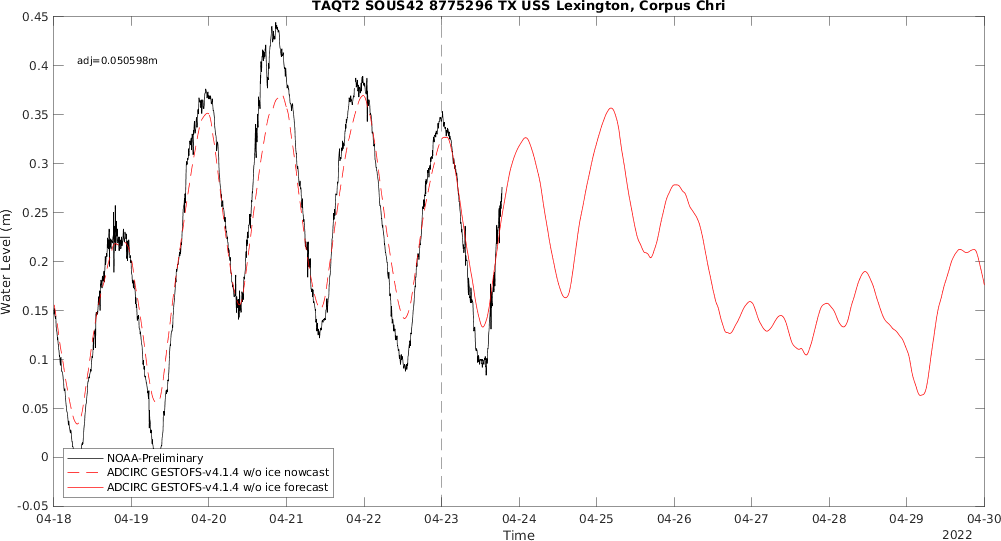 TAQT2 SOUS42 8775296 TX USS Lexington, Corpus Chri
adj=0.050598m
Water Level (m)
0.45
0.4
0.35
0.3
0.25
0.2
0.15
0.1
0.05
0
-0.05
NOAA-Preliminary
ADCIRC GESTOFS-v4.1.4 w/o ice nowcast
ADCIRC GESTOFS-v4.1.4 w/o ice forecast
04-18 04-19 04-20 04-21 04-22 04-23 04-24 04-25 04-26 04-27 04-28 04-29 04-30
Time
2022